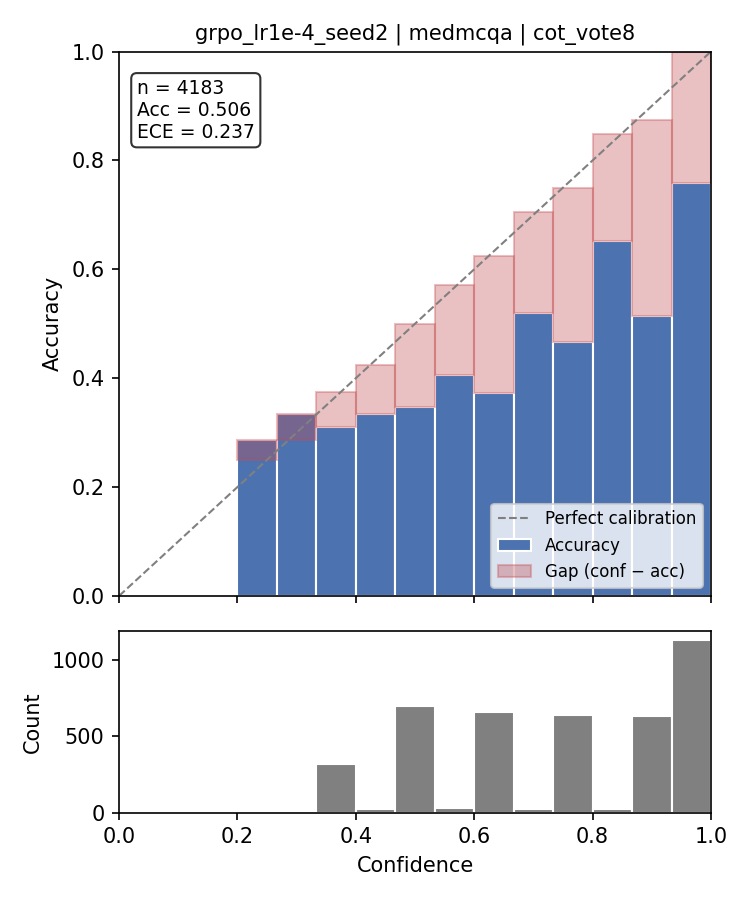 grpo_lr1e-4_seed2 | medmcqa | cot_vote8
n = 4183
Acc = 0.506
ECE = 0.237
1.0
0.8
0.6
0.4
0.2
0.0
Accuracy
Perfect calibration
Accuracy
Gap (conf − acc)
1000
500
0
Count
0.0 0.2 0.4 0.6 0.8 1.0
Confidence